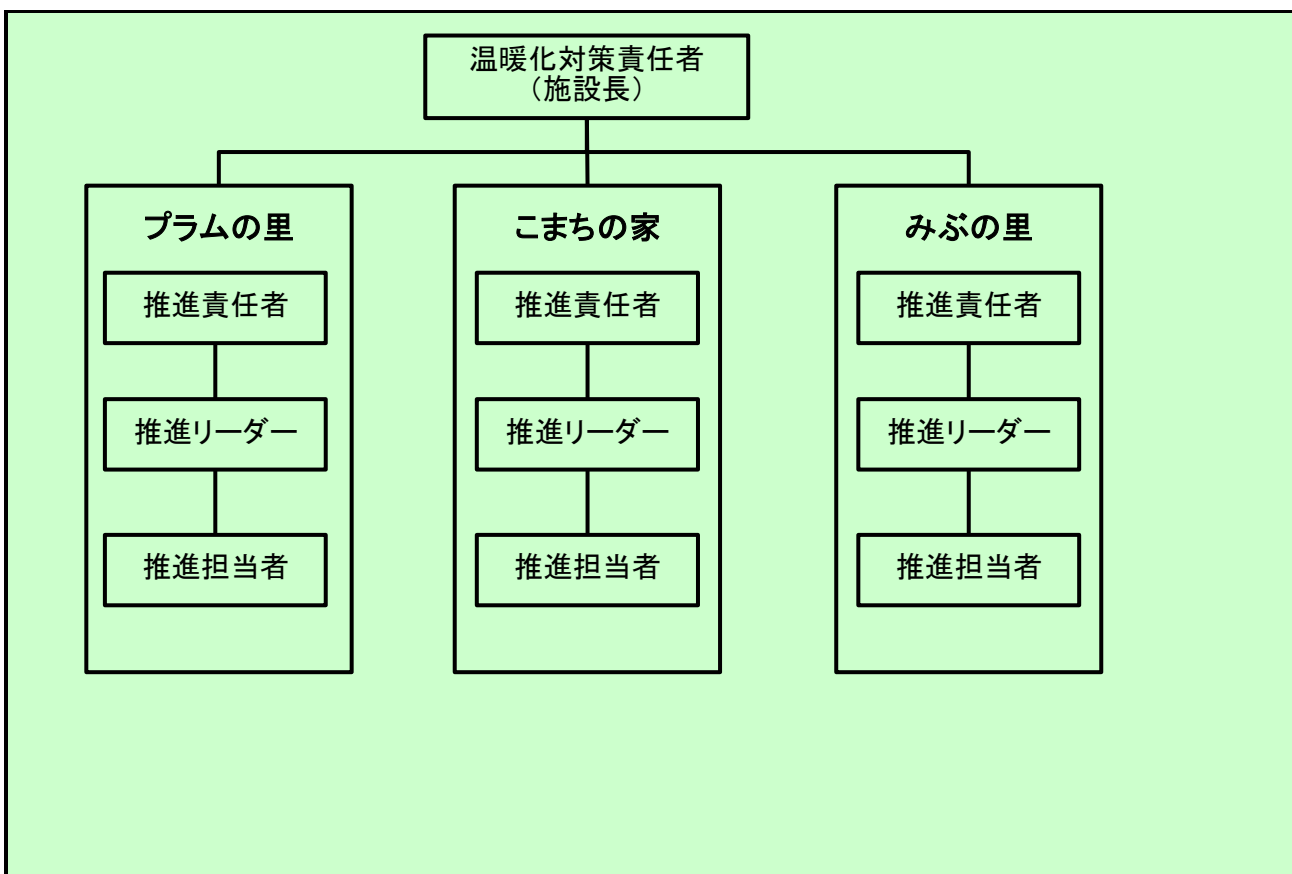 温暖化対策責任者
（施設長）
プラムの里
推進責任者
推進リーダー
推進担当者
こまちの家
推進責任者
推進リーダー
推進担当者
みぶの里
推進責任者
推進リーダー
推進担当者